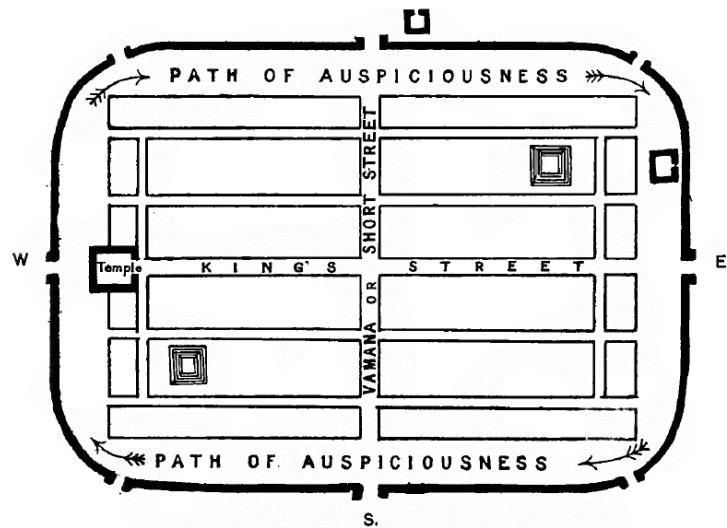 PATH OF AUSPICIOUSNESS
VAMANA OR SHORT STREET
W
Temple
KING'S STREET
E
PATH OF AUSPICIOUSNESS
S.